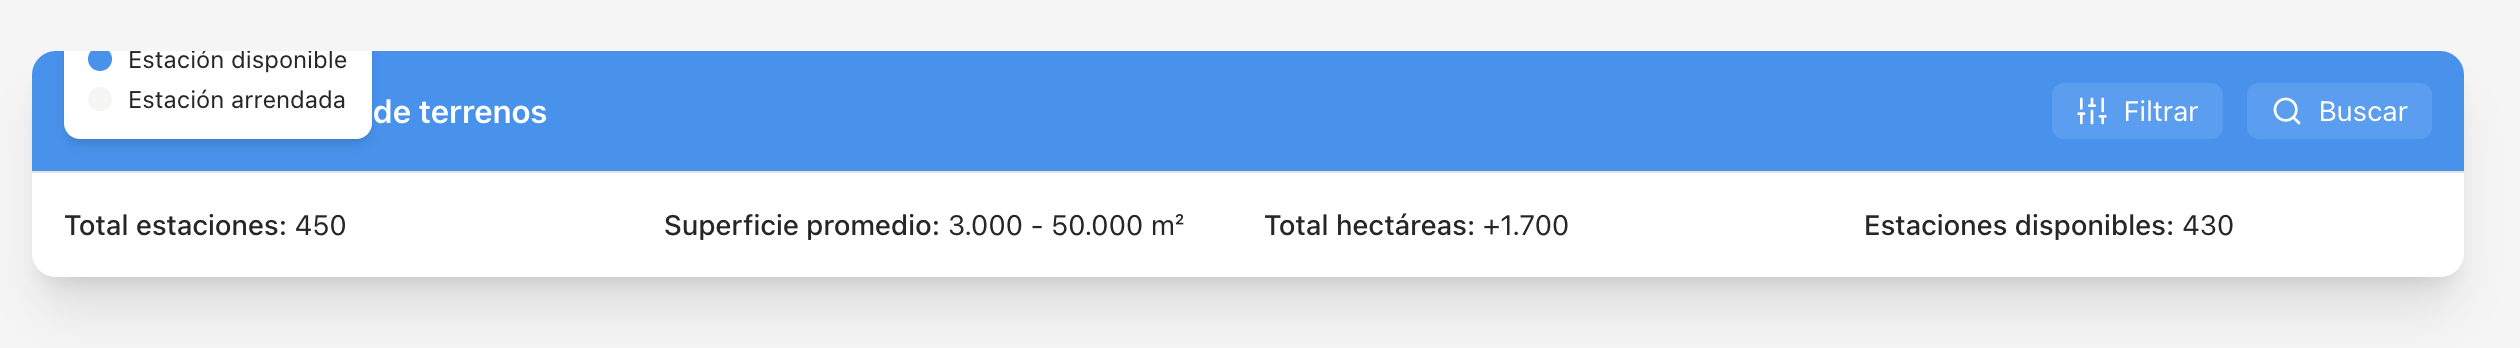 Estación disponible
Estación arrendada
de terrenos
Filtrar
Buscar
Total estaciones: 450
Superficie promedio: 3.000 - 50.000 m²
Total hectáreas: +1.700
Estaciones disponibles: 430